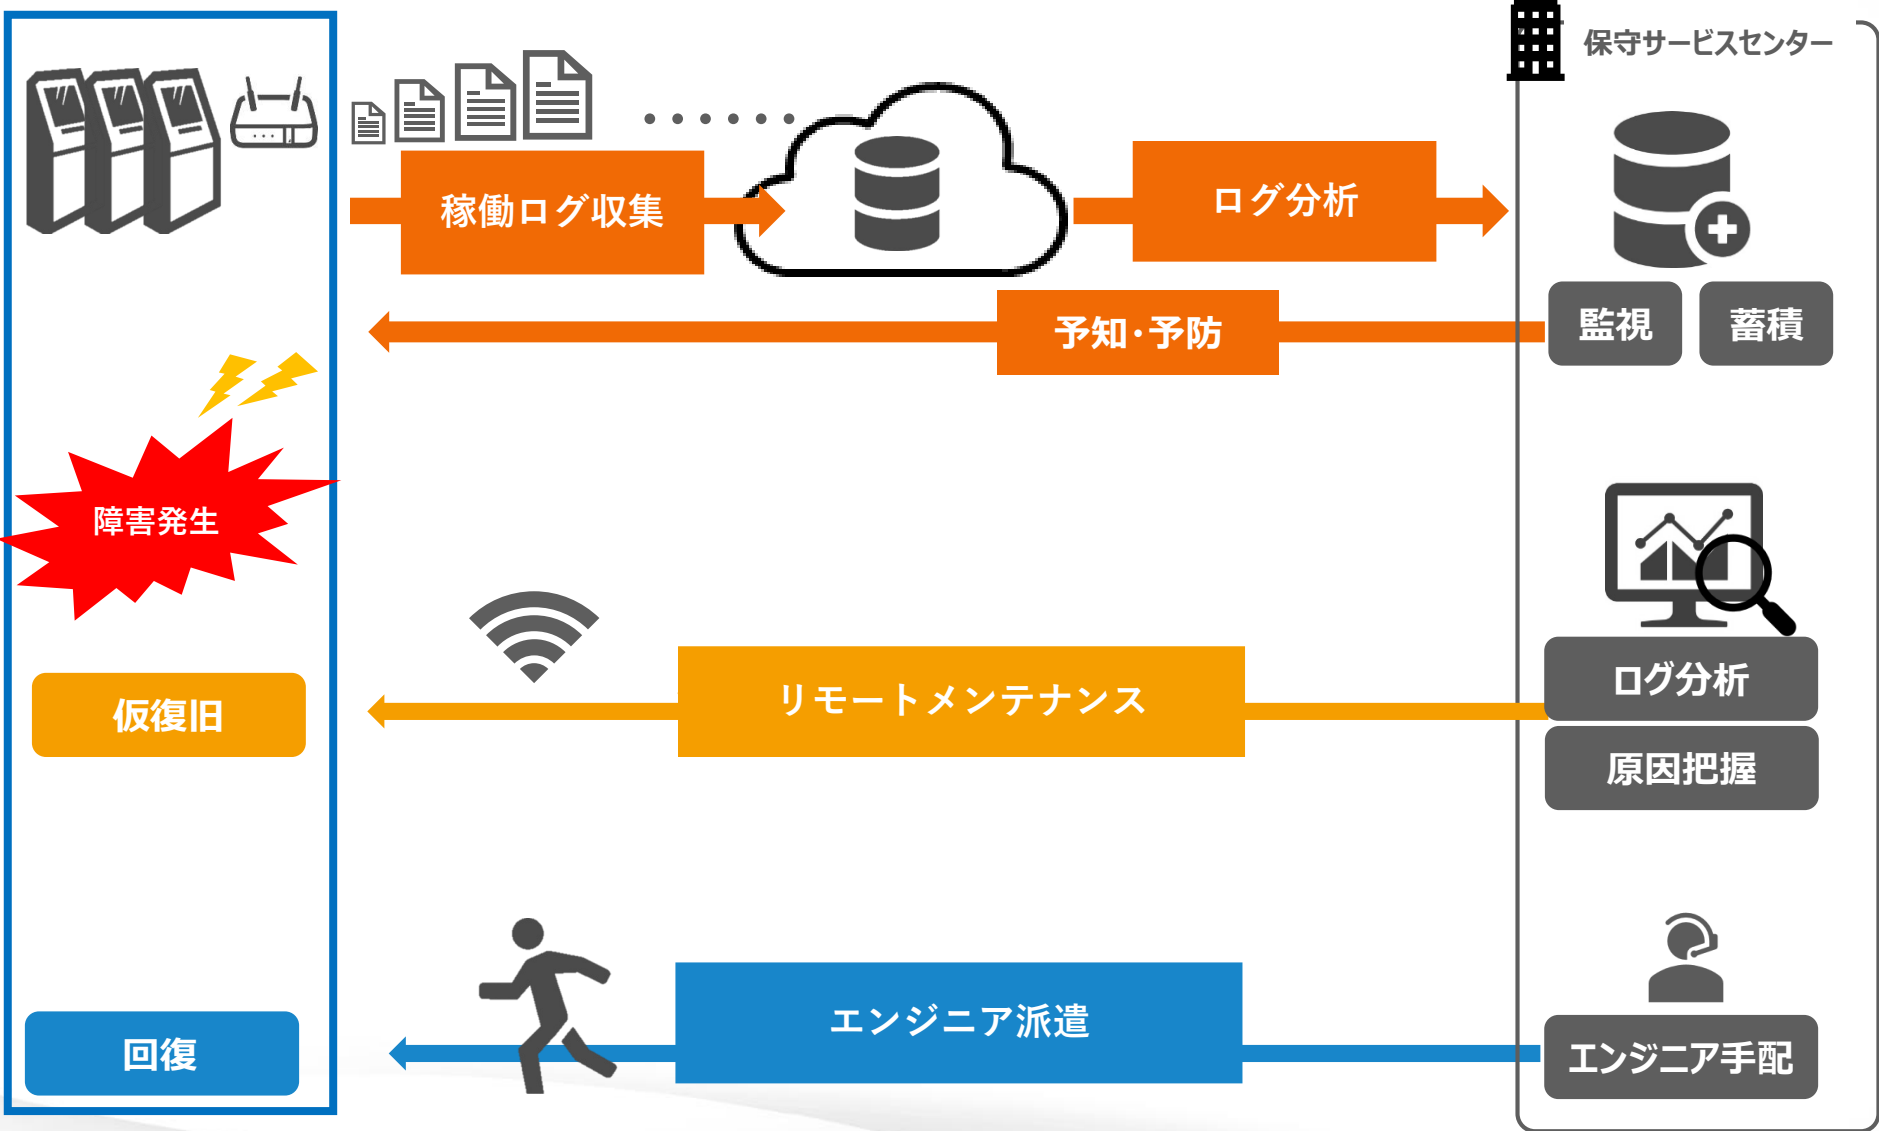 保守サービスセンター
稼働ログ収集
ログ分析
予知・予防
監視
蓄積
障害発生
仮復旧
リモートメンテナンス
ログ分析
原因把握
回復
エンジニア派遣
エンジニア手配